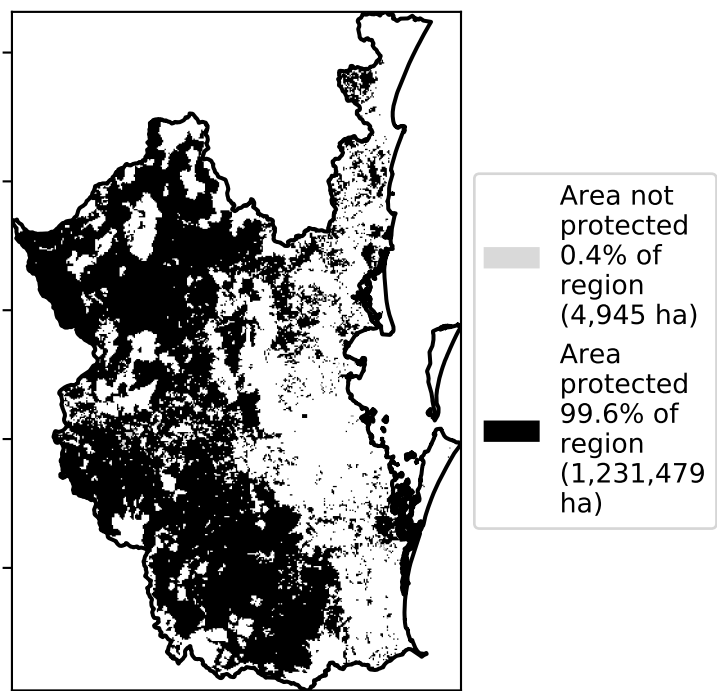 Area not
protected
0.4% of
region
(4,945 ha)
Area
protected
99.6% of
region
(1,231,479
ha)